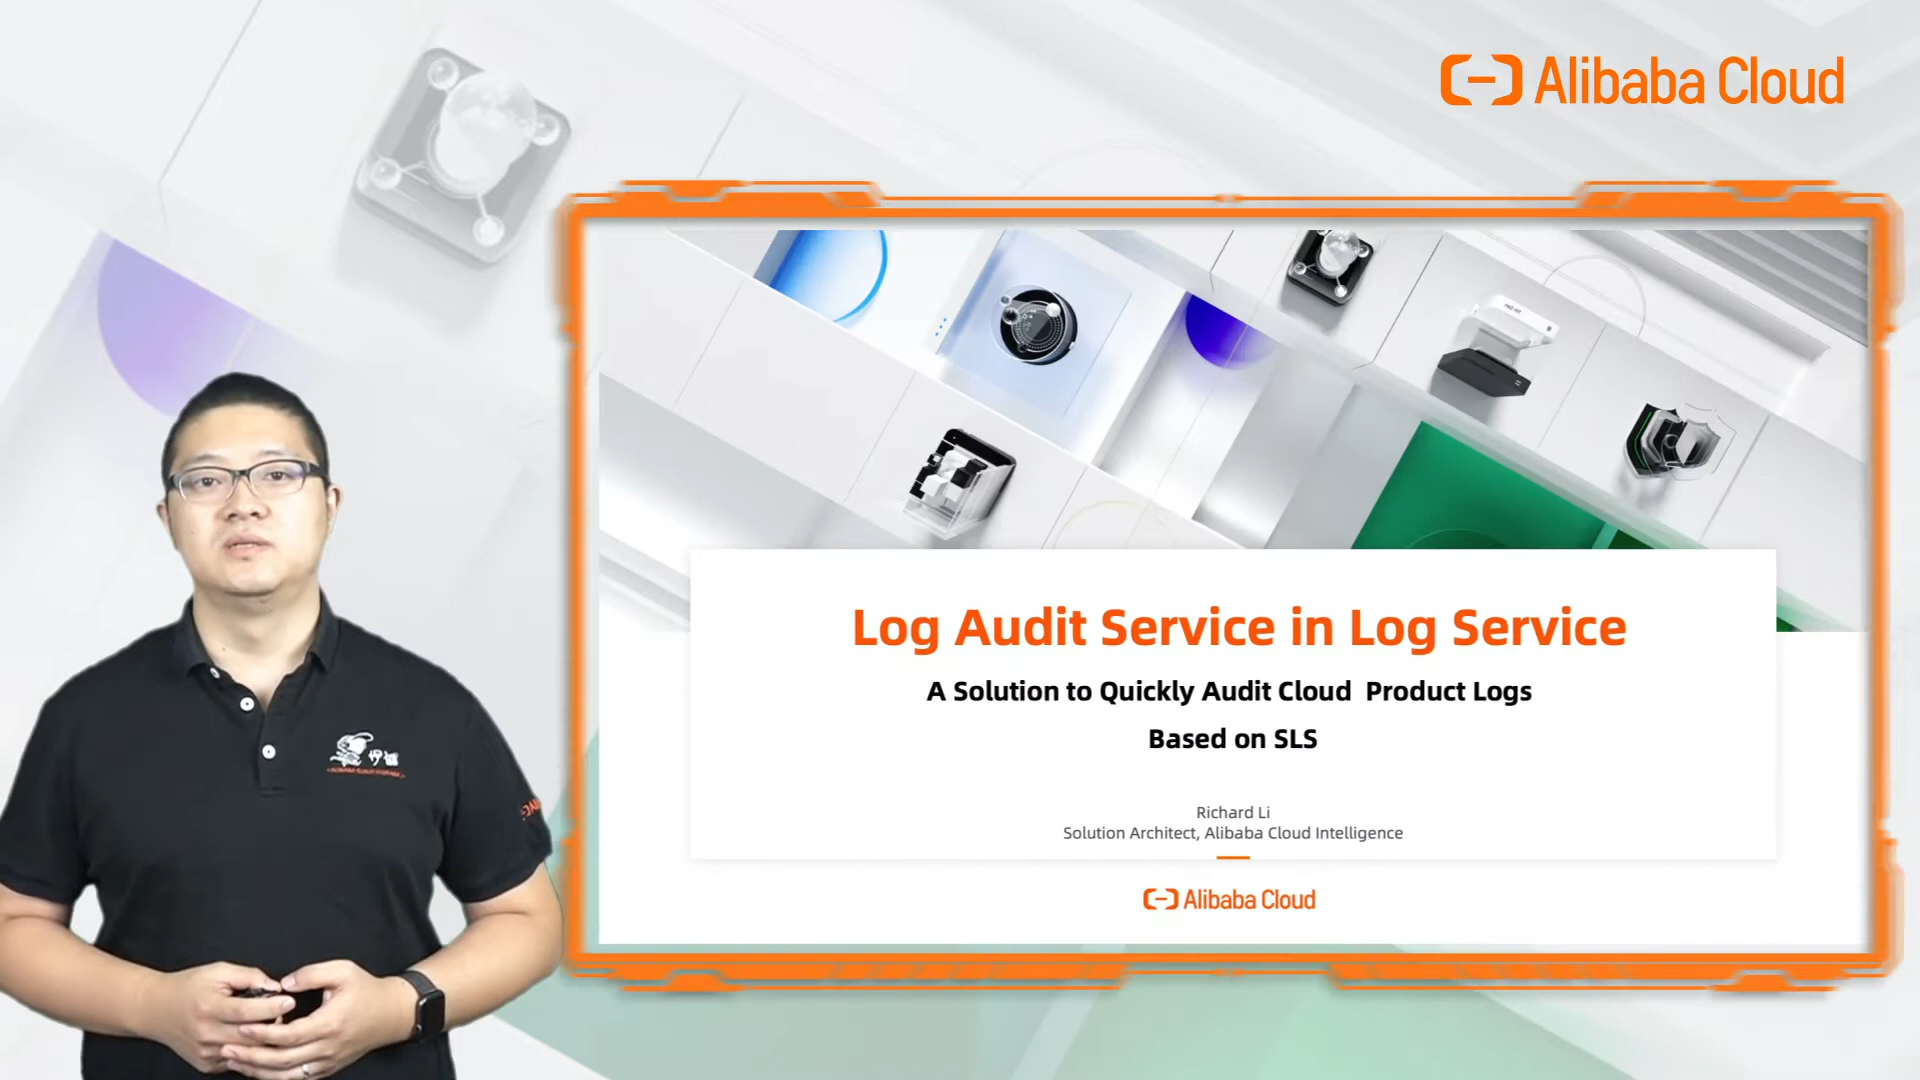 Alibaba Cloud
Log Audit Service in Log Service
A Solution to Quickly Audit Cloud Product Logs
Based on SLS
Richard Li
Solution Architect, Alibaba Cloud Intelligence
Alibaba Cloud